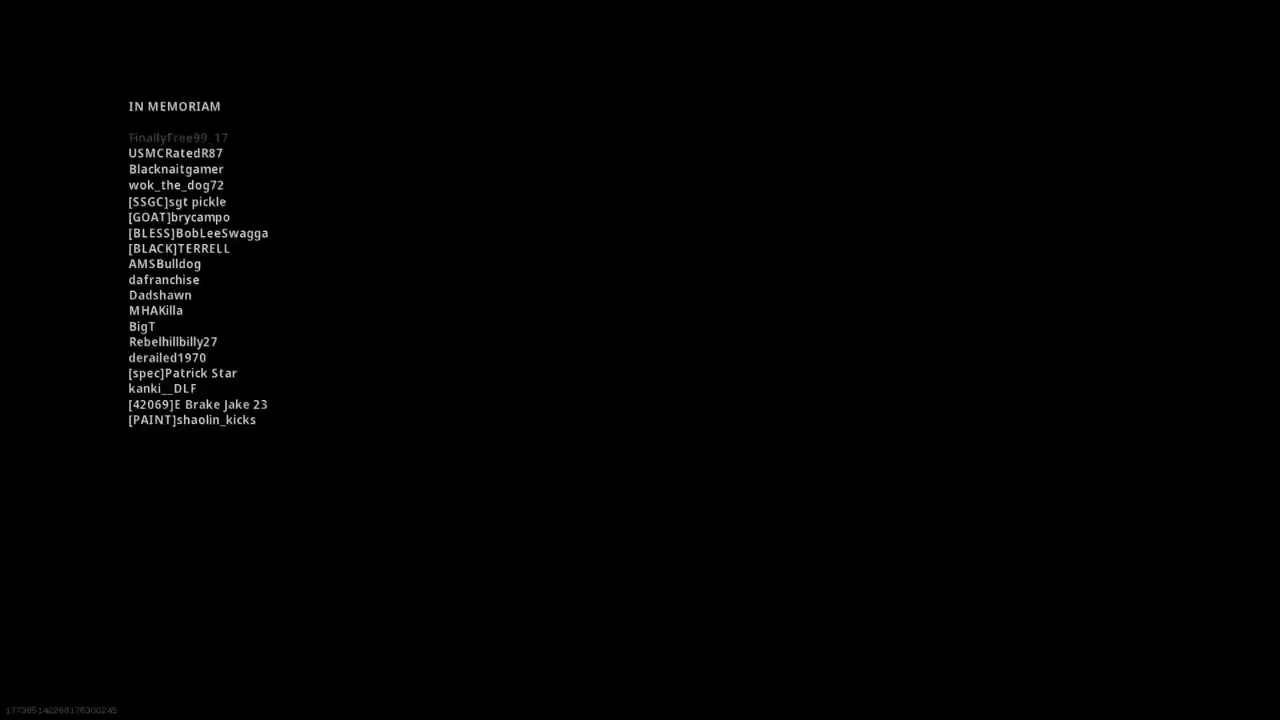 IN MEMORIAM
FinallyFree99_17
USMCRatedR87
Blacknaitgamer
wok_the_dog72
[SSGC]sgt pickle
[GOAT]brycampo
[BLESS]BobLeeSwagga
[BLACK]TERRELL
AMSBulldog
dafranchise
Dadshawn
MHAKilla
BigT
Rebelhillbilly27
derailed1970
[spec]Patrick Star
kanki__DLF
[42069]E Brake Jake 23
[PAINT]shaolin_kicks